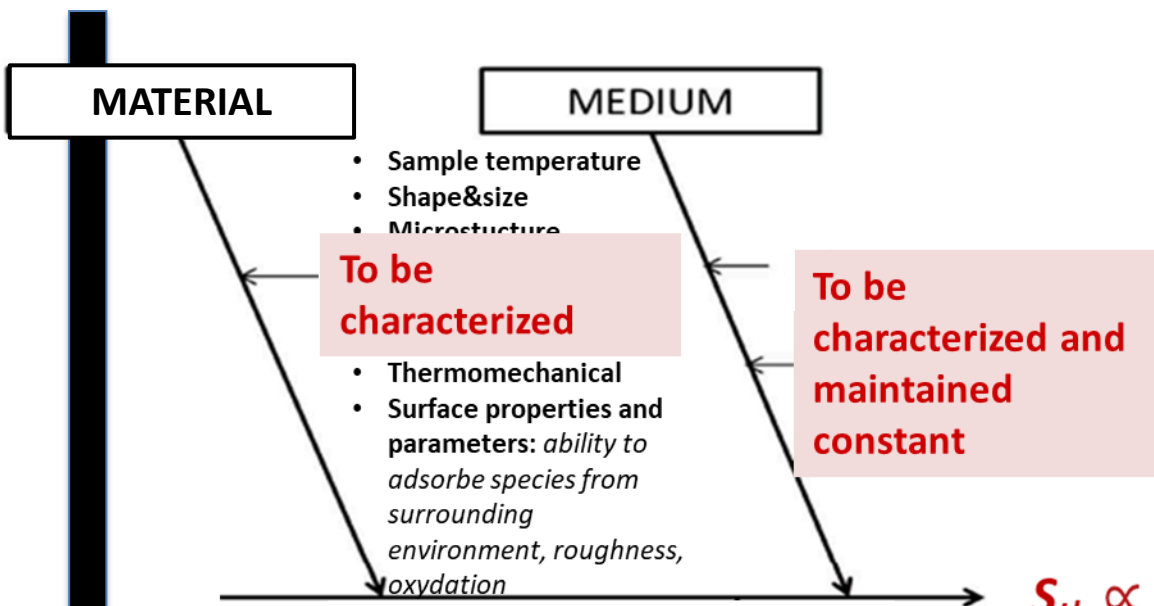 MATERIAL
MEDIUM
• Sample temperature
• Shape&size
• Microstucture
To be
characterized
• Thermomechanical
• Surface properties and
parameters: ability to
adsorbe species from
surrounding
environment, roughness,
oxydation
To be
characterized and
maintained
constant
∝